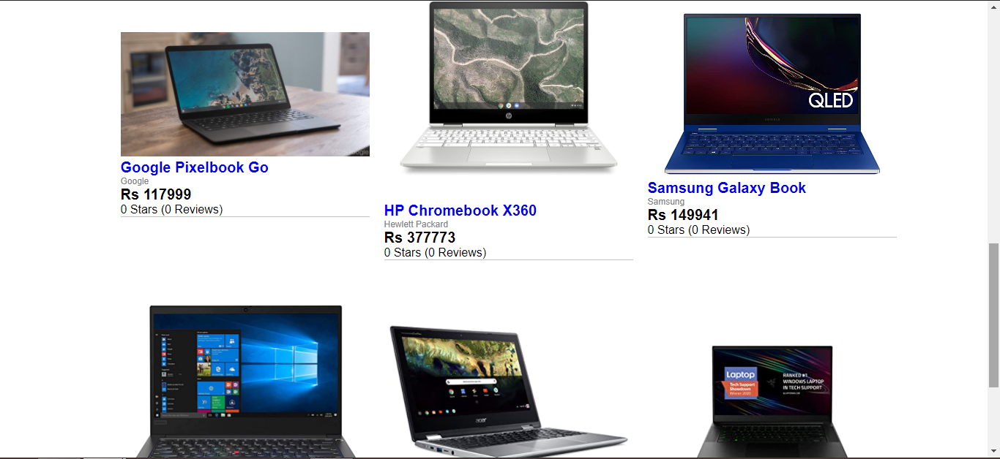 Google Pixelbook Go
Google
Rs 117999
0 Stars (0 Reviews)
hp
HP Chromebook X360
Hewlett Packard
Rs 377773
0 Stars (0 Reviews)
QLED
SAMSUNG
Samsung Galaxy Book
Samsung
Rs 149941
0 Stars (0 Reviews)
acer
Laptop
Tech Support
Showdown
Winner 2020
RANKED #1
WINDOWS LAPTOP
IN TECH SUPPORT